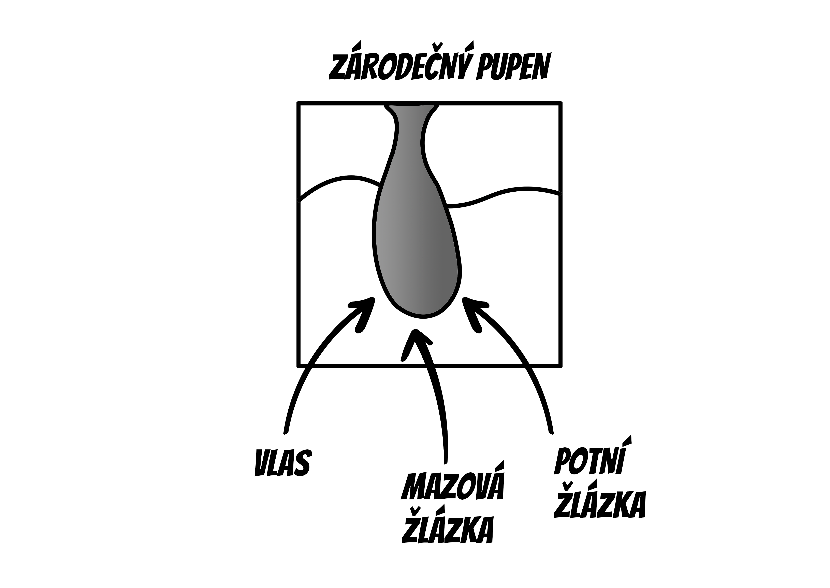 ZÁRODEČNÝ PUPEN
VLAS
MAZOVÁ
ŽLÁZKA
POTNÍ
ŽLÁZKA